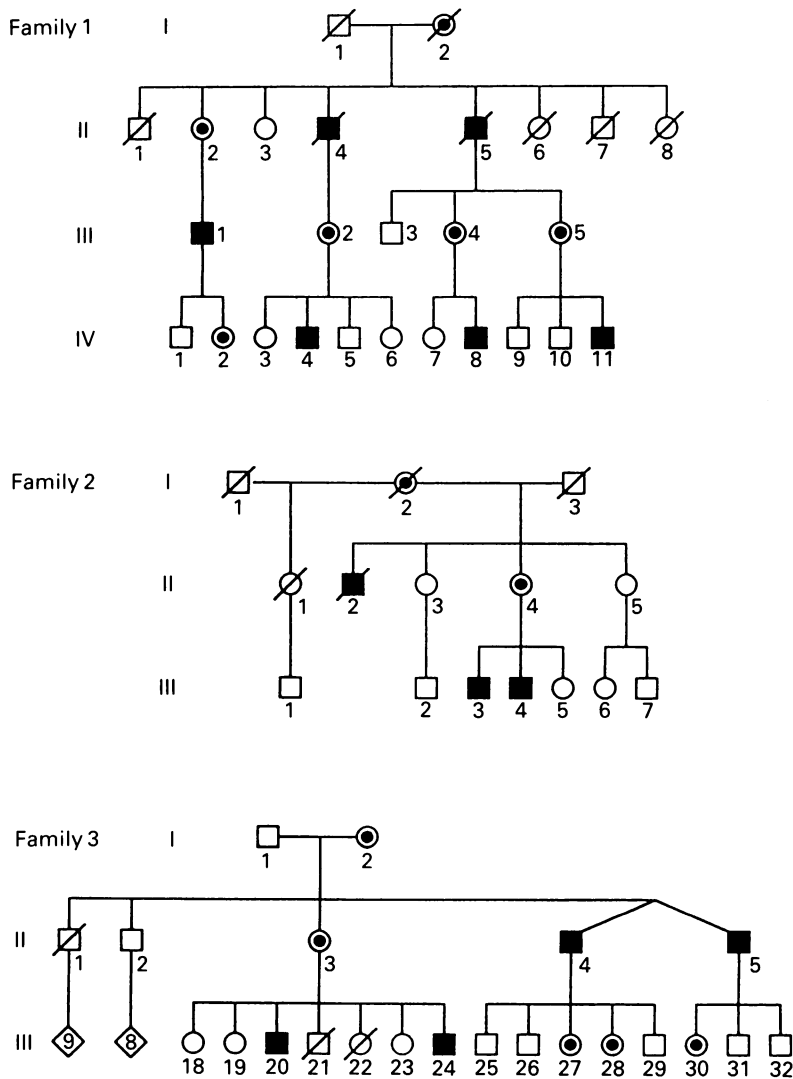 Family 1 I
1 2
II
1 2 3 4 5 6 7 8
III
1 2 3 4 5
IV
1 2 3 4 5 6 7 8 9 10 11
Family 2 I
1 2 3
II
1 2 3 4 5
III
1 2 3 4 5 6 7
Family 3 I
1 2
II
1 2 3 4 5
III 9 8
18 19 20 21 22 23 24 25 26 27 28 29 30 31 32